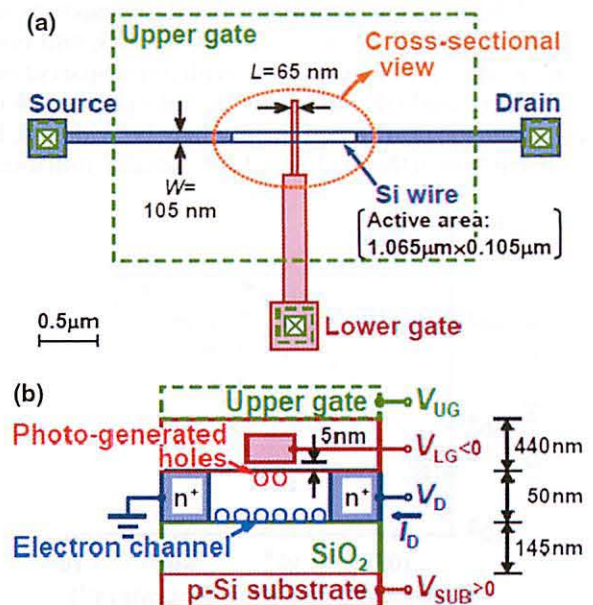 (a)
Upper gate
Cross-sectional
view
L=65 nm
Source
Drain
W=
105 nm
Si wire
[Active area:
1.065μm×0.105μm]
0.5μm
Lower gate
(b)
Upper gate
V_UG
Photo-generated
holes
5nm
V_LG<0
440nm
n+
n+
V_D
50nm
I_D
Electron channel
SiO₂
145nm
p-Si substrate
V_SUB>0